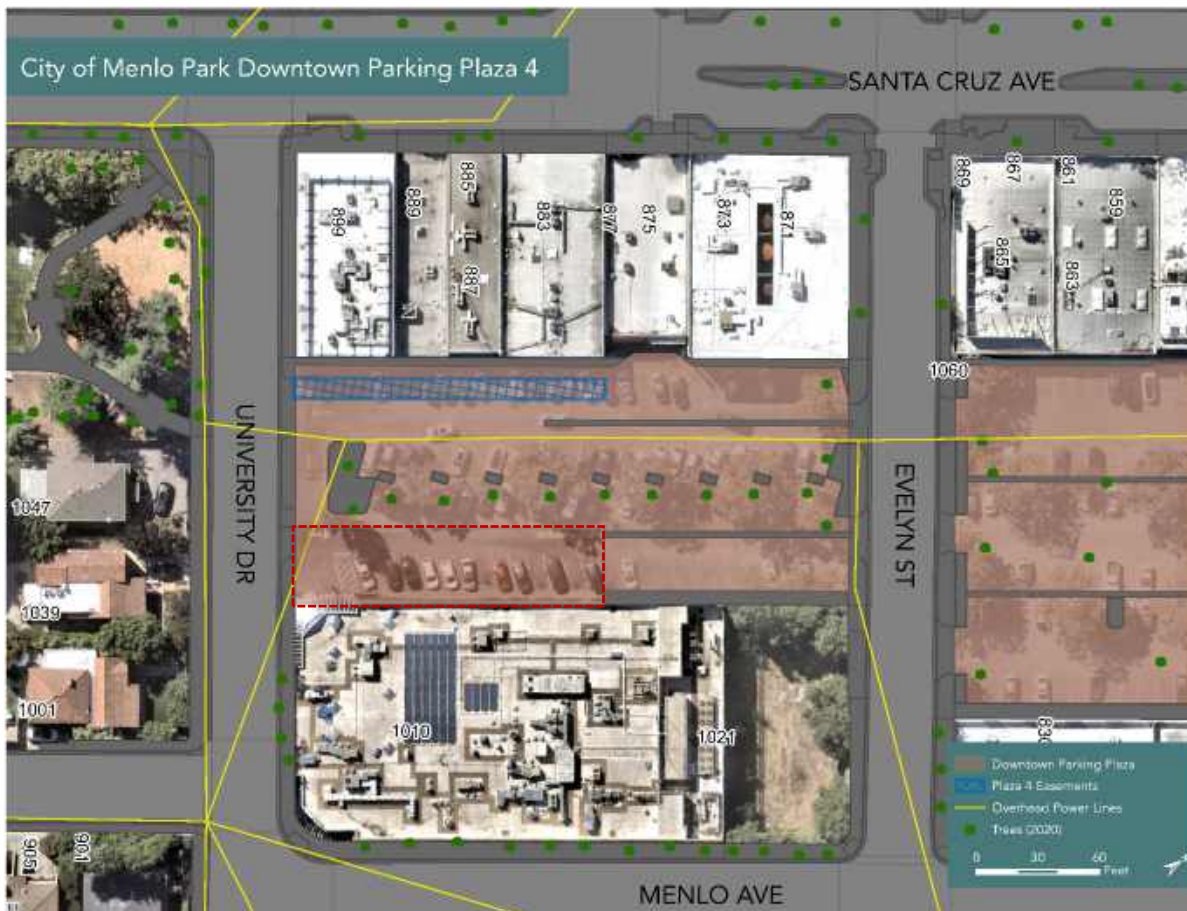 City of Menlo Park Downtown Parking Plaza 4
SANTA CRUZ AVE
899
889
885
887
883
877
875
873
871
869
867
865
861
863
859
1060
UNIVERSITY DR
EVELYN ST
1047
1039
1001
1010
1021
830
905
901
MENLO AVE
Downtown Parking Plaza
Plaza 4 Easements
Overhead Power Lines
Trees (2020)
0 30 60
Feet